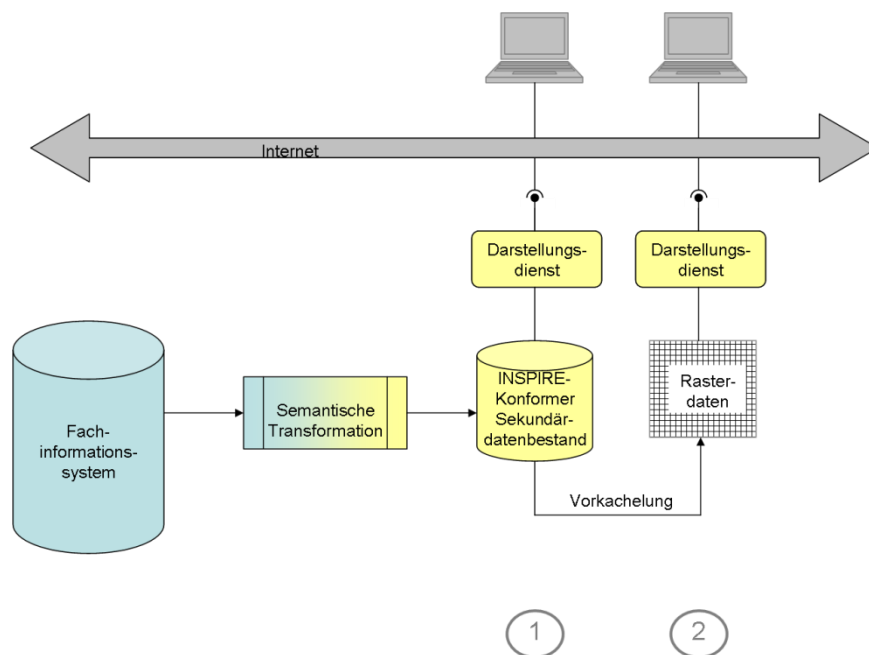 Internet
Darstellungs-
dienst
Darstellungs-
dienst
Fach-
informations-
system
Semantische
Transformation
INSPIRE-
Konformer
Sekundär-
datenbestand
Raster-
daten
Vorkachelung
1
2